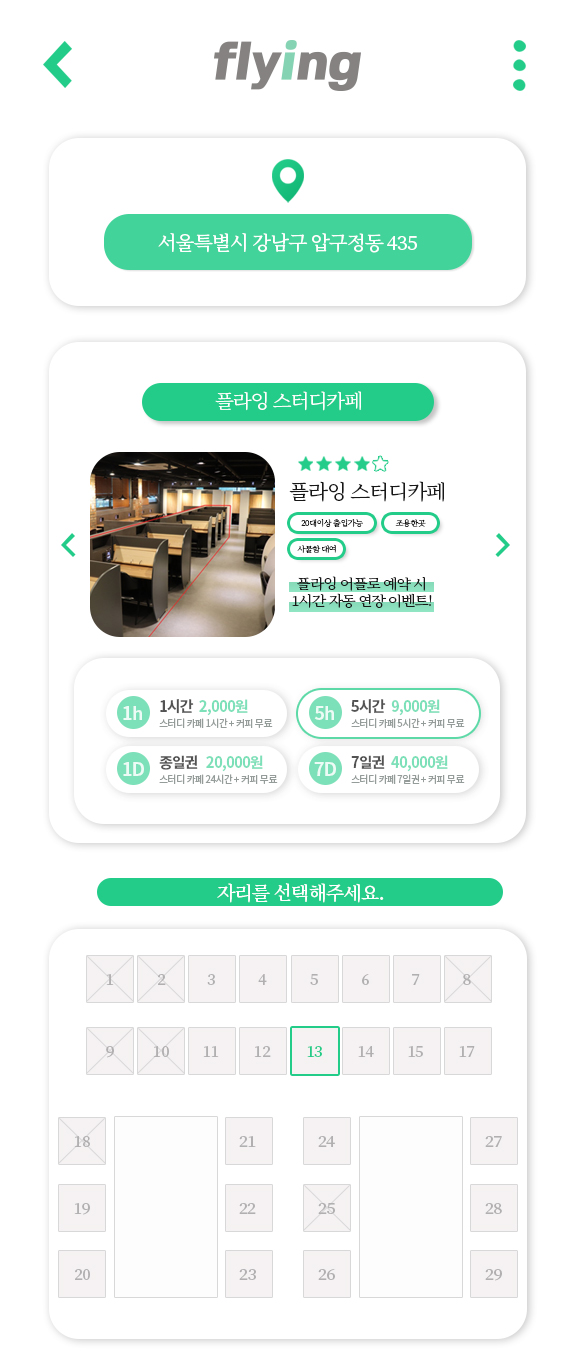 flying
서울특별시 강남구 압구정동 435
플라잉 스터디카페
플라잉 스터디카페
20대이상 출입가능 조용한곳
사물함 대여
플라잉 어플로 예약 시
1시간 자동 연장 이벤트!
1h 1시간 2,000원 5h 5시간 9,000원
스터디 카페 1시간 + 커피 무료 스터디 카페 5시간 + 커피 무료
1D 종일권 20,000원 7D 7일권 40,000원
스터디 카페 24시간 + 커피 무료 스터디 카페 7일권 + 커피 무료
자리를 선택해주세요.
1 2 3 4 5 6 7 8
9 10 11 12 13 14 15 17
18 21 24 27
19 22 25 28
20 23 26 29